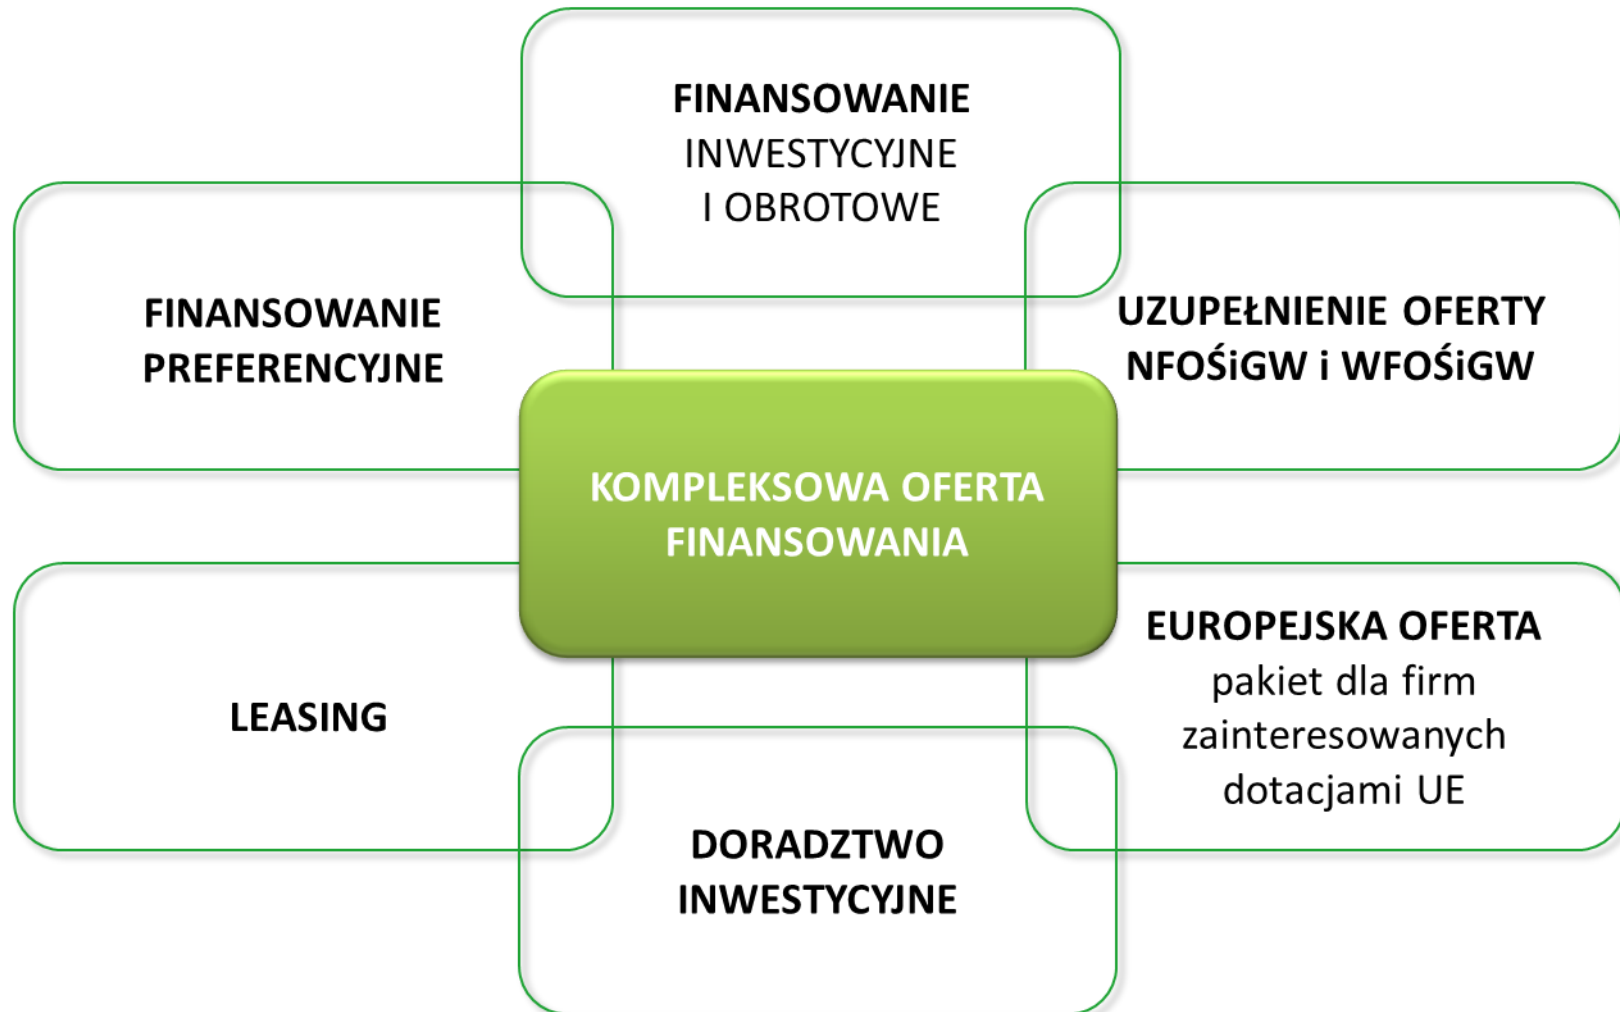 FINANSOWANIE
INWESTYCYJNE
I OBROTOWE
FINANSOWANIE
PREFERENCYJNE
UZUPEŁNIENIE OFERTY
NFOŚiGW i WFOŚiGW
KOMPLEKSOWA OFERTA
FINANSOWANIA
LEASING
EUROPEJSKA OFERTA
pakiet dla firm
zainteresowanych
dotacjami UE
DORADZTWO
INWESTYCYJNE